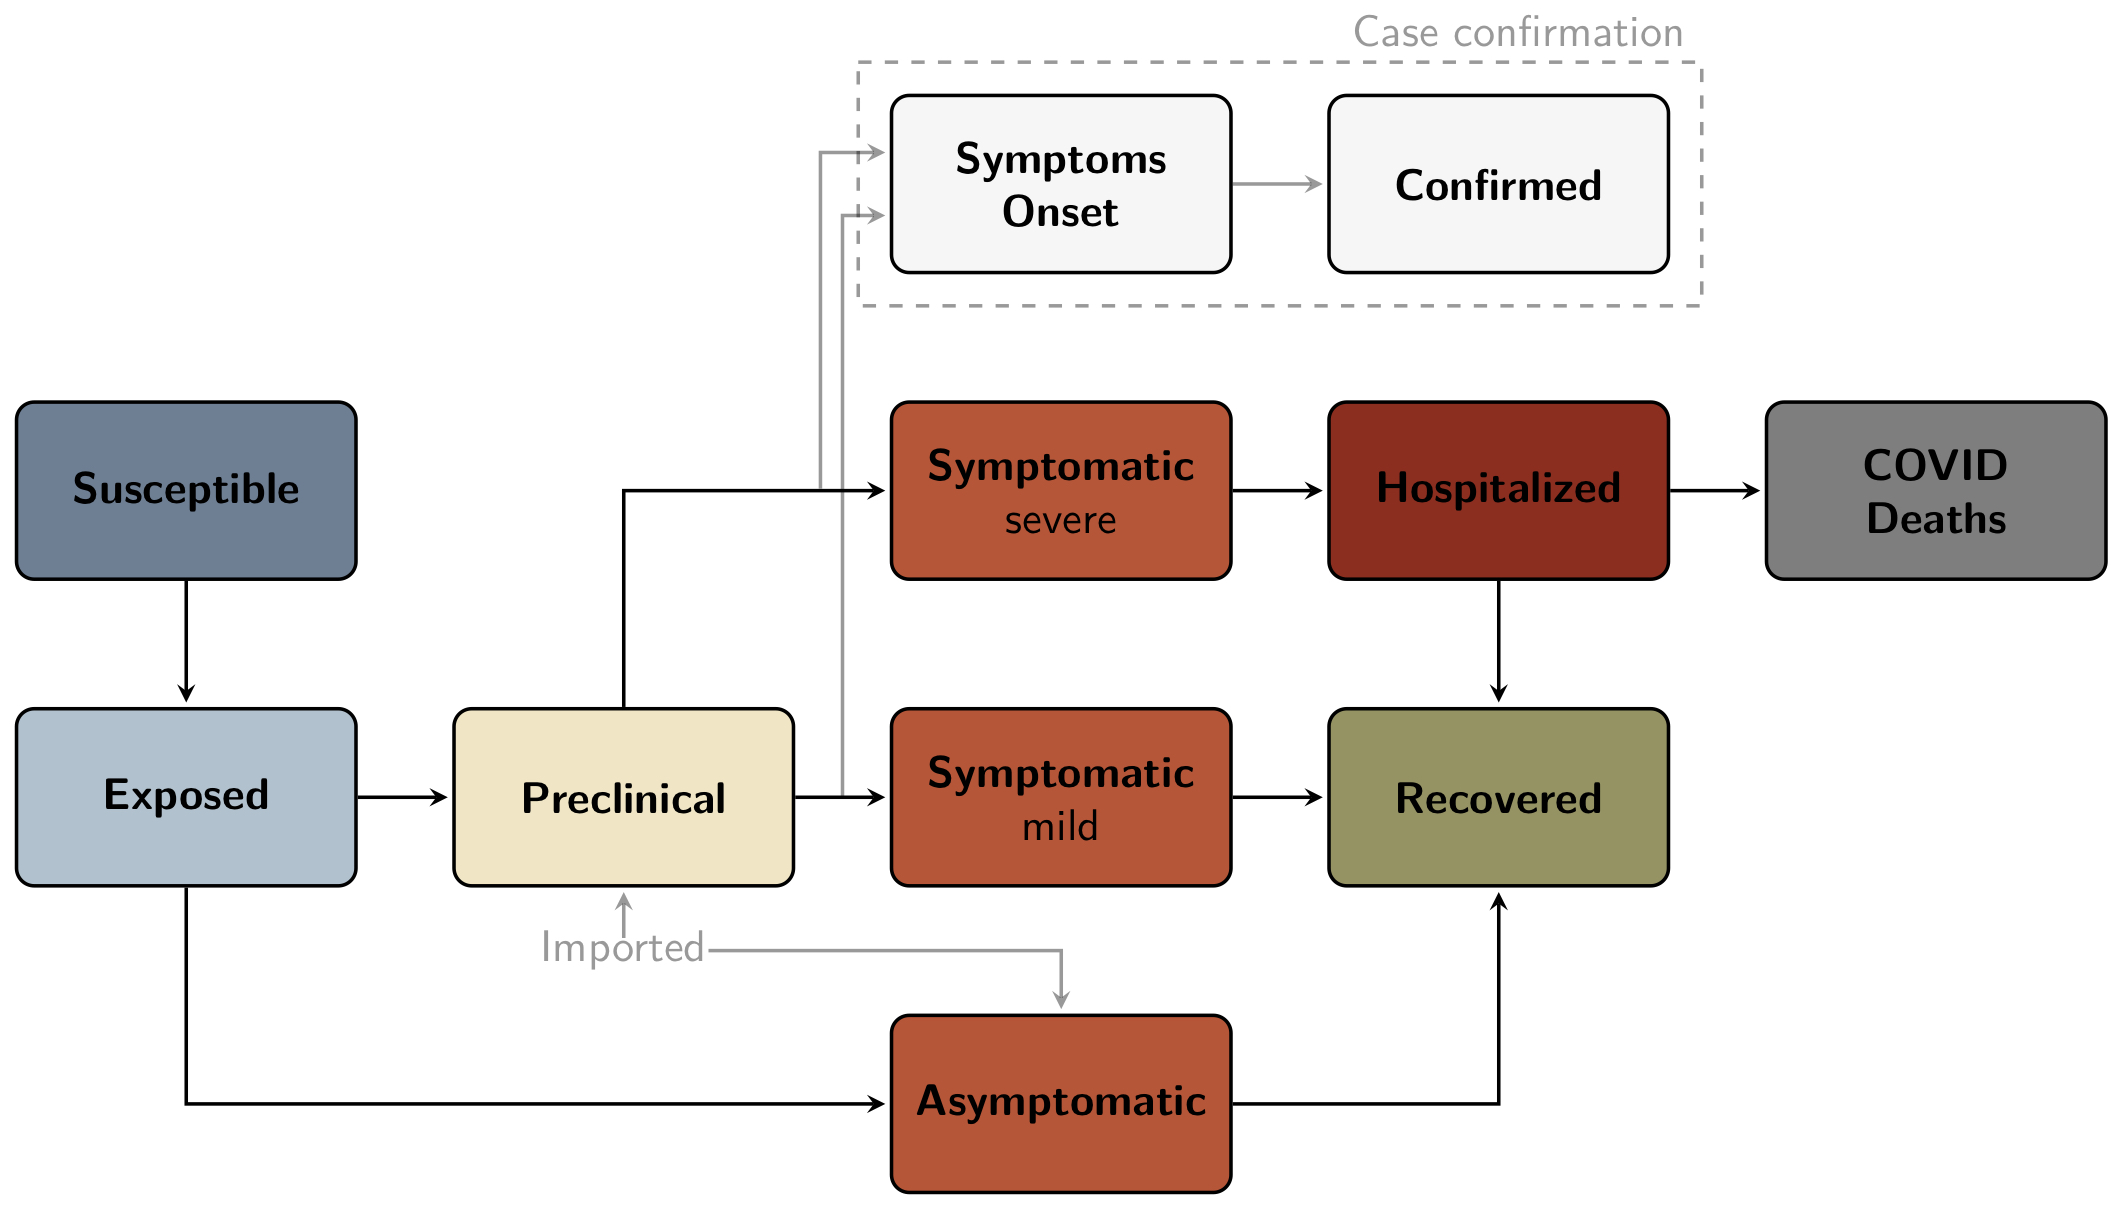 Case confirmation
Symptoms
Onset
Confirmed
Susceptible
Symptomatic
severe
Hospitalized
COVID
Deaths
Exposed
Preclinical
Symptomatic
mild
Recovered
Imported
Asymptomatic